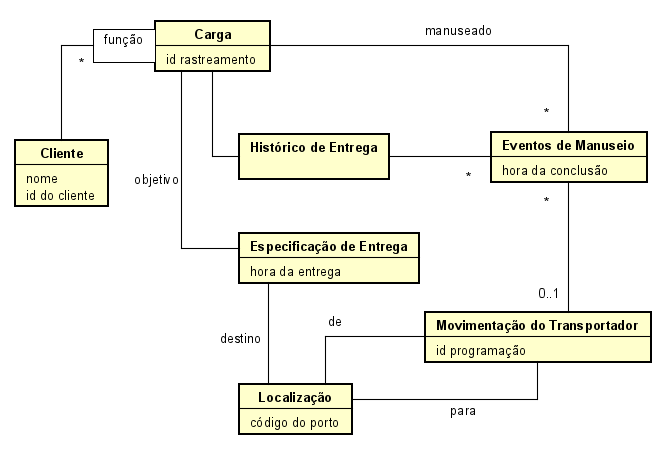 Carga
função
id rastreamento
manuseado
*
*
Cliente
nome
id do cliente
Histórico de Entrega
Eventos de Manuseio
hora da conclusão
*
*
objetivo
Especificação de Entrega
hora da entrega
0..1
destino
de
Movimentação do Transportador
id programação
Localização
código do porto
para